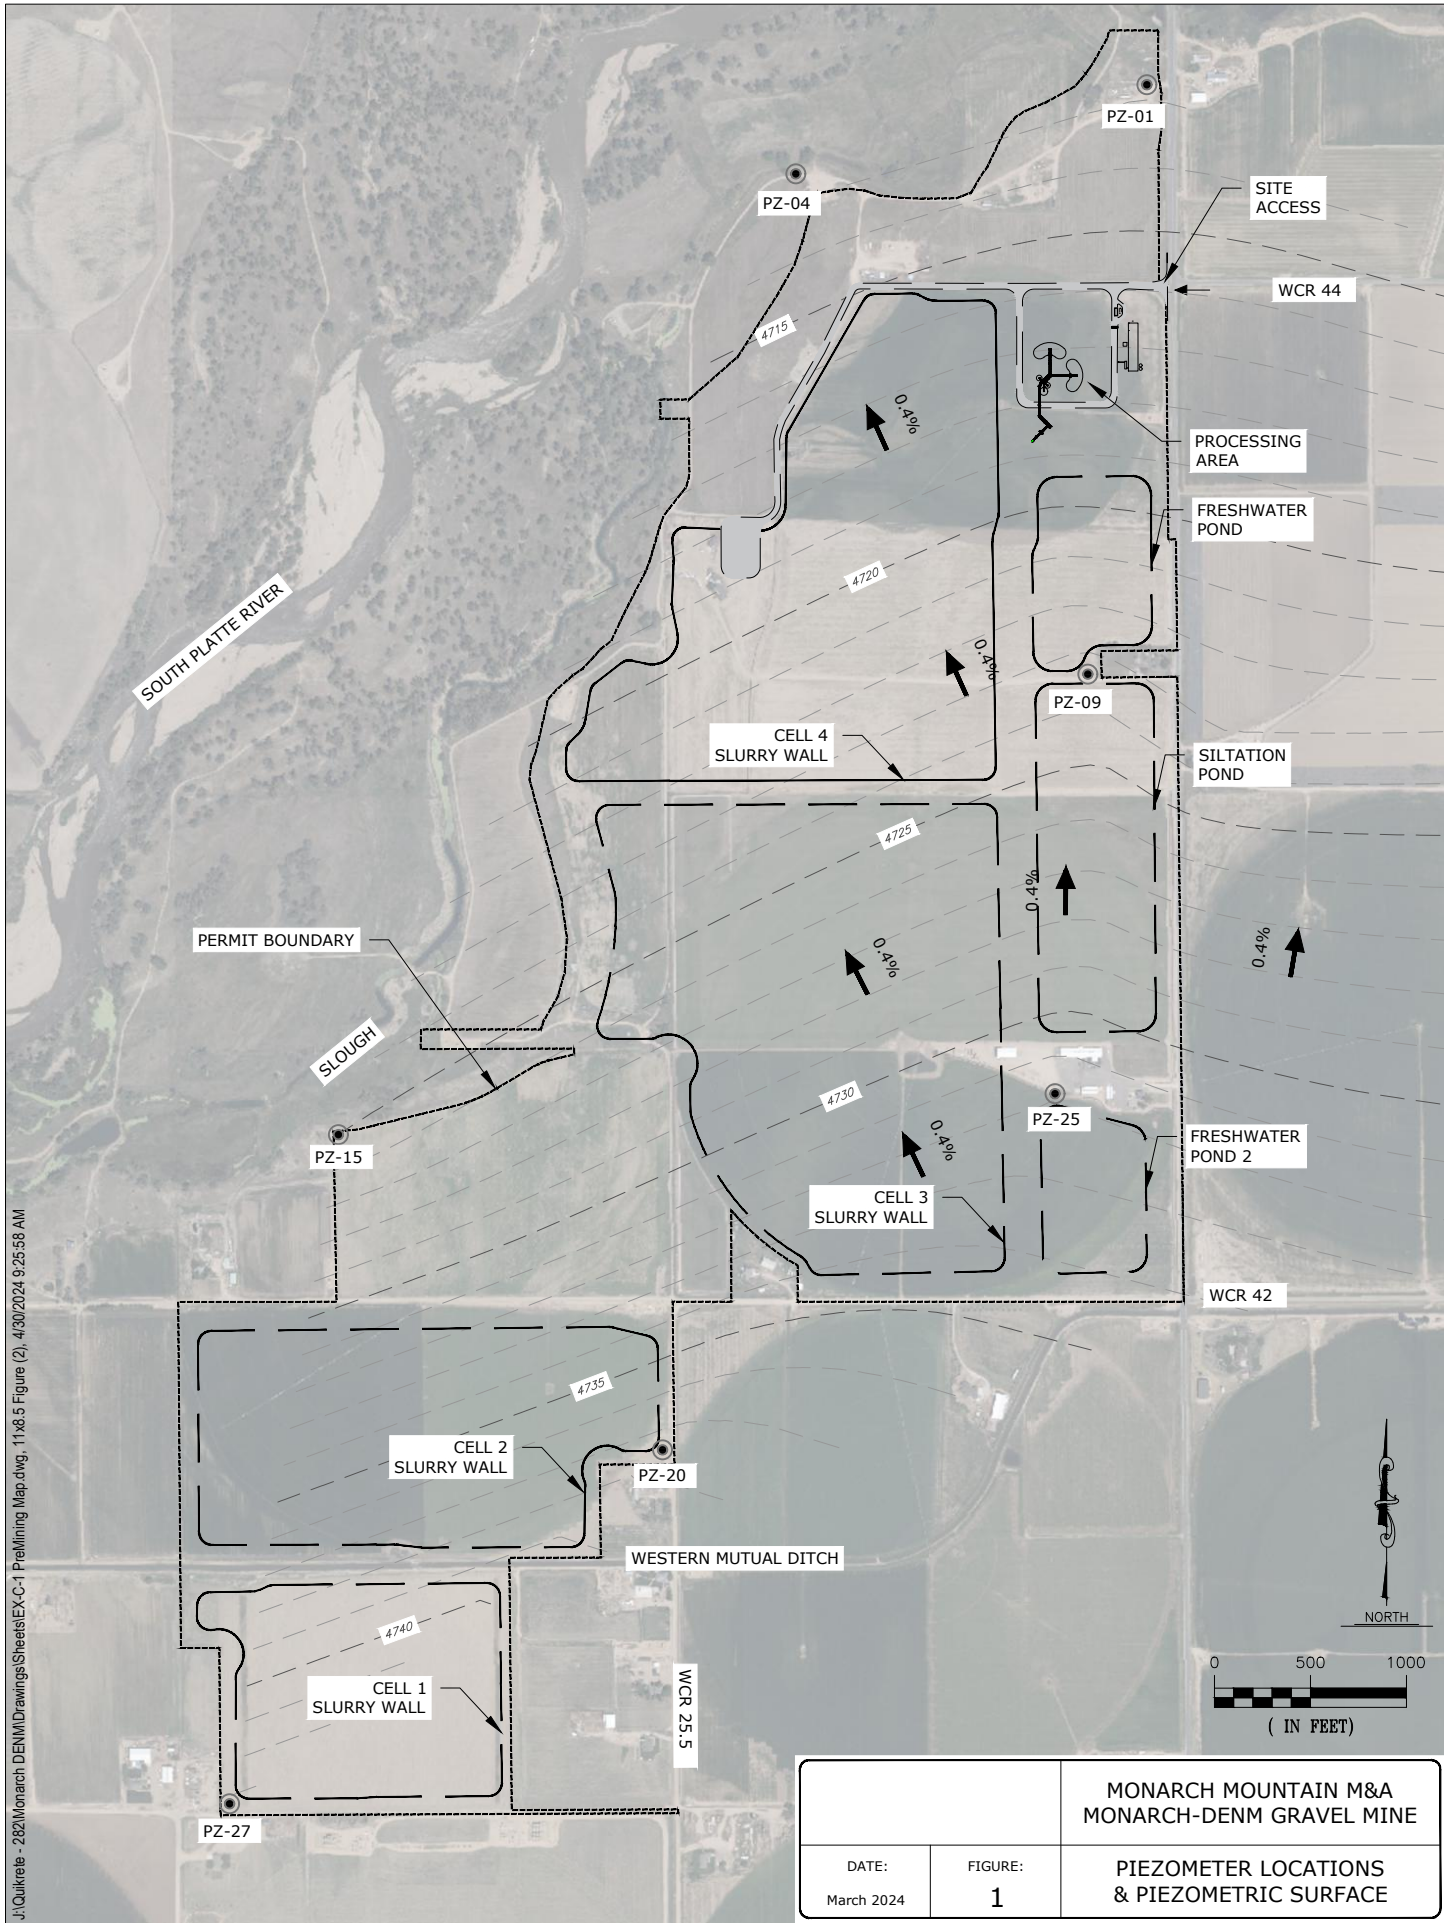 PZ-01
PZ-04
SITE
ACCESS
WCR 44
4715
0.4%
PROCESSING
AREA
FRESHWATER
POND
4720
SOUTH PLATTE RIVER
0.4%
PZ-09
CELL 4
SLURRY WALL
SILTATION
POND
4725
0.4%
PERMIT BOUNDARY
0.4%
0.4%
SLOUGH
4730
PZ-25
PZ-15
0.4%
FRESHWATER
POND 2
CELL 3
SLURRY WALL
WCR 42
4735
CELL 2
SLURRY WALL
PZ-20
WESTERN MUTUAL DITCH
4740
NORTH
CELL 1
SLURRY WALL
WCR 25.5
0 500 1000
( IN FEET)
PZ-27
MONARCH MOUNTAIN M&A
MONARCH-DENM GRAVEL MINE
DATE:
March 2024
FIGURE:
1
PIEZOMETER LOCATIONS
& PIEZOMETRIC SURFACE
J:\Quikrete - 282\Monarch DENM\Drawings\Sheets\EX-C-1 PreMining Map.dwg, 11x8.5 Figure (2), 4/30/2024 9:25:58 AM